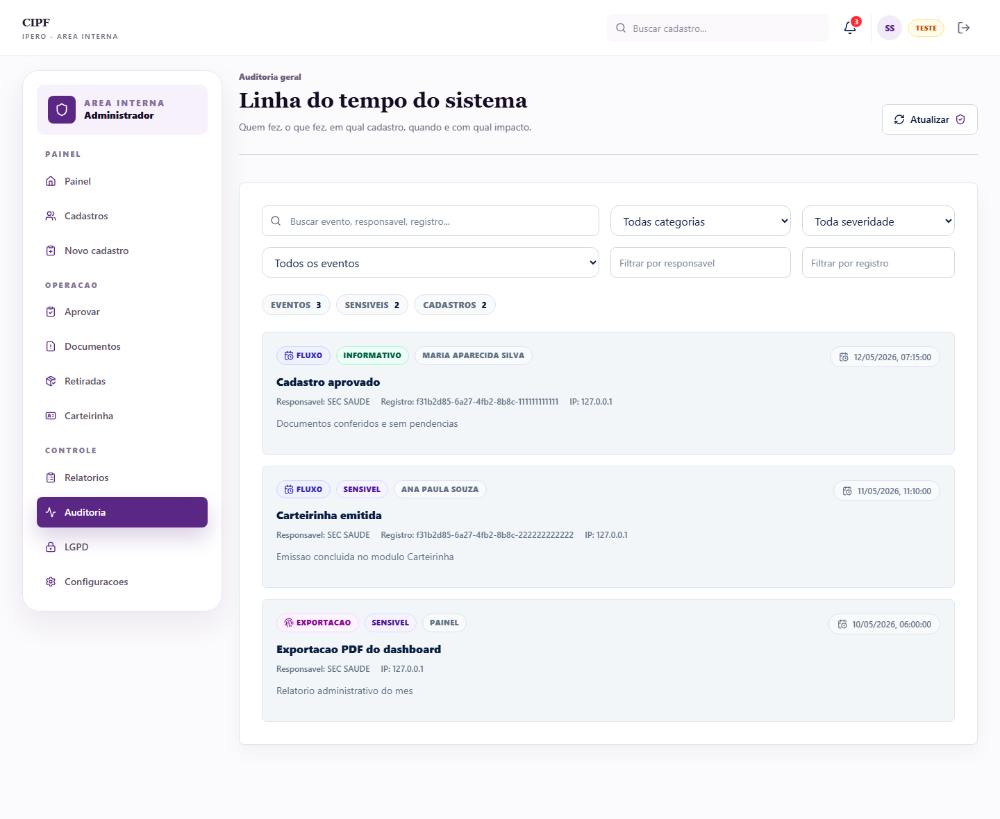 CIPF
IPERO - AREA INTERNA
Buscar cadastro...
3
SS
TESTE
AREA INTERNA
Administrador
PAINEL
Painel
Cadastros
Novo cadastro
OPERACAO
Aprovar
Documentos
Retiradas
Carteirinha
CONTROLE
Relatorios
Auditoria
LGPD
Configuracoes
Auditoria geral
Linha do tempo do sistema
Quem fez, o que fez, em qual cadastro, quando e com qual impacto.
Atualizar
Buscar evento, responsavel, registro...
Todas categorias
Toda severidade
Todos os eventos
Filtrar por responsavel
Filtrar por registro
EVENTOS 3
SENSIVEIS 2
CADASTROS 2
FLUXO INFORMATIVO MARIA APARECIDA SILVA
12/05/2026, 07:15:00
Cadastro aprovado
Responsavel: SEC SAUDE Registro: f31b2d85-6a27-4fb2-8b8c-111111111111 IP: 127.0.0.1
Documentos conferidos e sem pendencias
FLUXO SENSIVEL ANA PAULA SOUZA
11/05/2026, 11:10:00
Carteirinha emitida
Responsavel: SEC SAUDE Registro: f31b2d85-6a27-4fb2-8b8c-222222222222 IP: 127.0.0.1
Emissao concluida no modulo Carteirinha
EXPORTACAO SENSIVEL PAINEL
10/05/2026, 06:00:00
Exportacao PDF do dashboard
Responsavel: SEC SAUDE IP: 127.0.0.1
Relatorio administrativo do mes